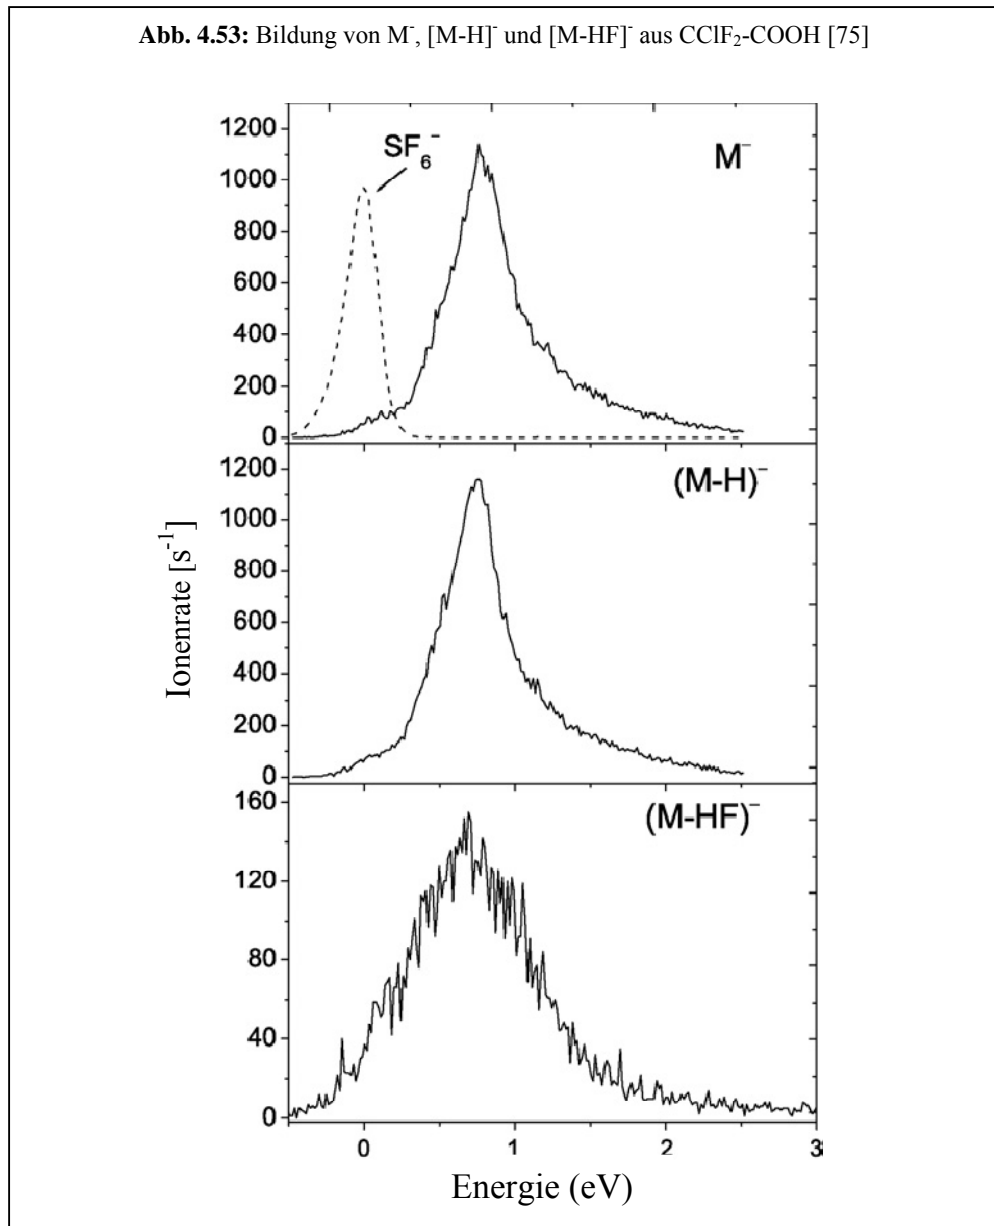 Abb. 4.53: Bildung von M⁻, [M-H]⁻ und [M-HF]⁻ aus CClF₂-COOH [75]
1200
1000
800
600
400
200
0
SF₆⁻
M⁻
1200
1000
800
600
400
200
0
(M-H)⁻
Ionenrate [s⁻¹]
160
120
80
40
0
(M-HF)⁻
0 1 2 3
Energie (eV)